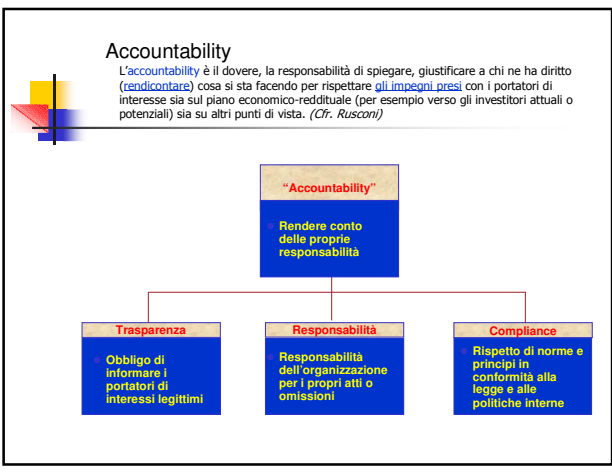 Accountability
L'accountability è il dovere, la responsabilità di spiegare, giustificare a chi ne ha diritto
(rendicontare) cosa si sta facendo per rispettare gli impegni presi con i portatori di
interesse sia sul piano economico-reddituale (per esempio verso gli investitori attuali o
potenziali) sia su altri punti di vista. (Cfr. Rusconi)
“Accountability”
Rendere conto
delle proprie
responsabilità
Trasparenza
Obbligo di
informare i
portatori di
interessi legittimi
Responsabilità
Responsabilità
dell'organizzazione
per i propri atti o
omissioni
Compliance
Rispetto di norme e
principi in
conformità alla
legge e alle
politiche interne